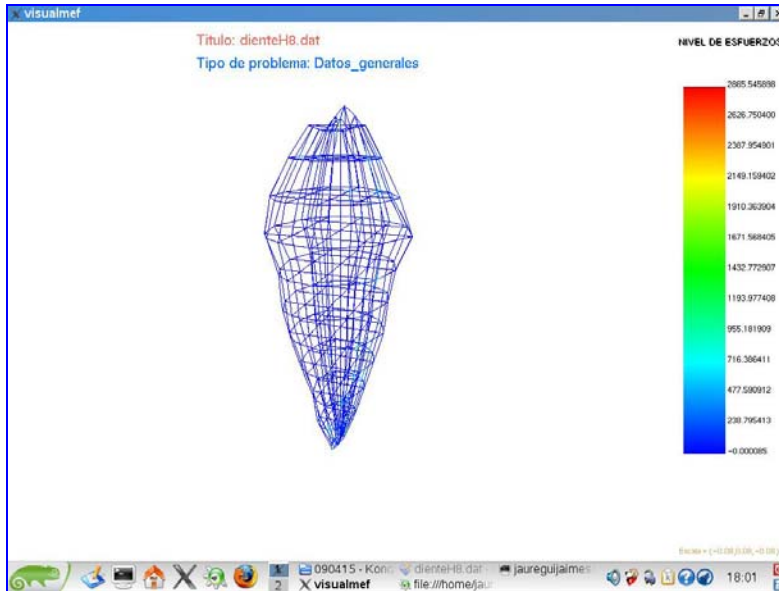 visualmef
Titulo: dienteH8.dat
Tipo de problema: Datos_generales
NIVEL DE ESFUERZOS
2865.545898
2626.750400
2387.954901
2149.159402
1910.363904
1671.568405
1432.772907
1193.977408
955.181909
716.386411
477.590912
238.795413
-0.000085
090415 - Kon
dienteH8.dat -
jaureguijaimes
1
2
visualmef
file:///home/jau
18:01